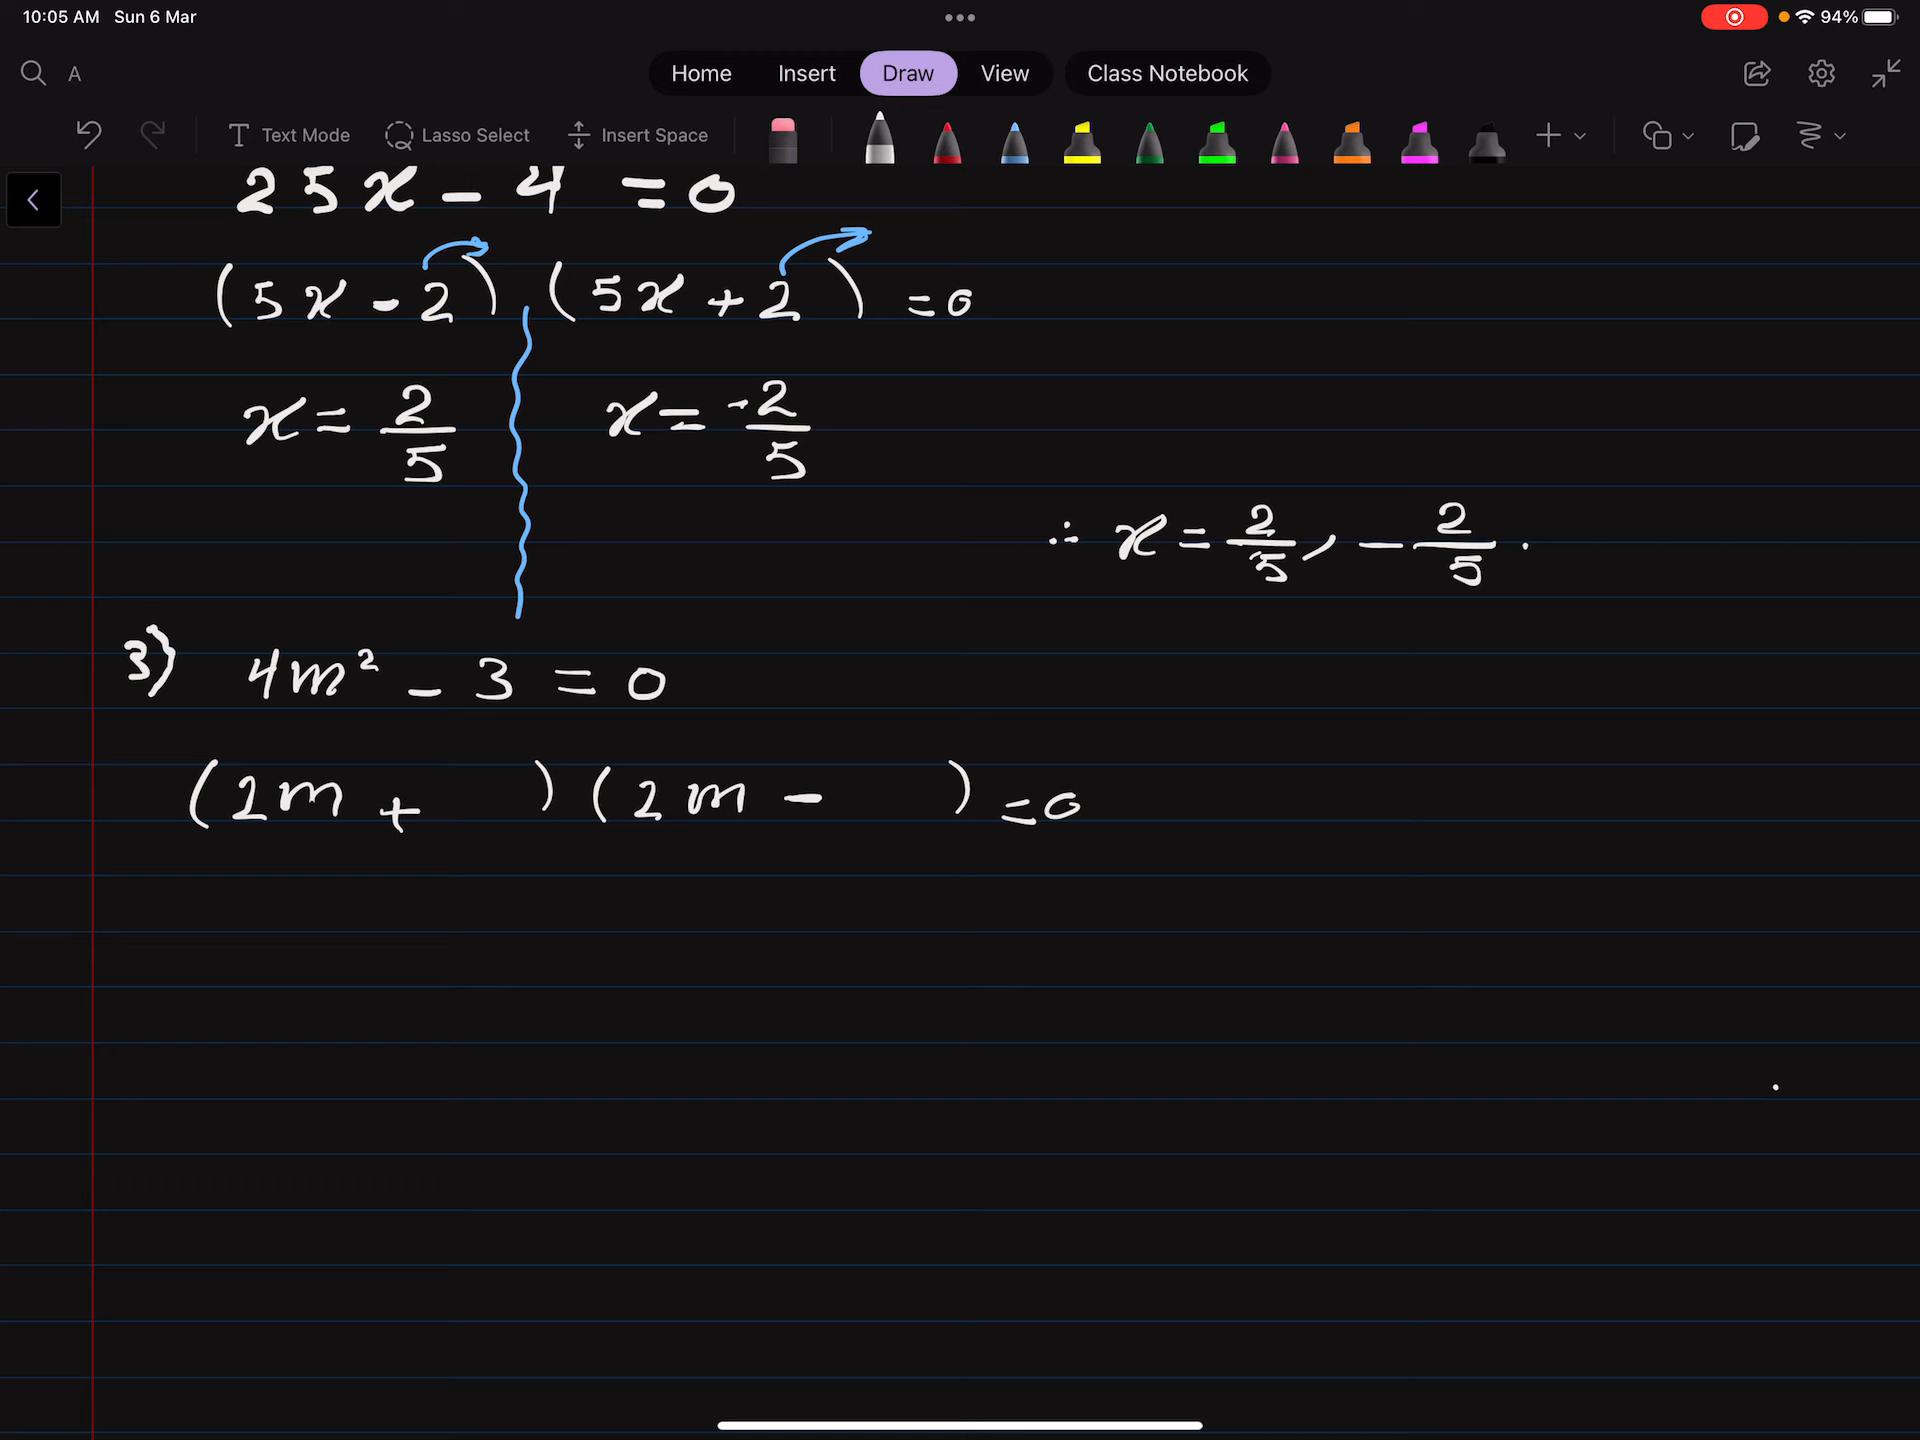 10:05 AM Sun 6 Mar
94%
A
Home Insert Draw View Class Notebook
Text Mode Lasso Select Insert Space
25x - 4 = 0
(5x - 2) (5x + 2) = 0
x = 2/5 x = -2/5
∴ x = 2/5, - 2/5.
3) 4m² - 3 = 0
(2m + ) (2m - ) = 0